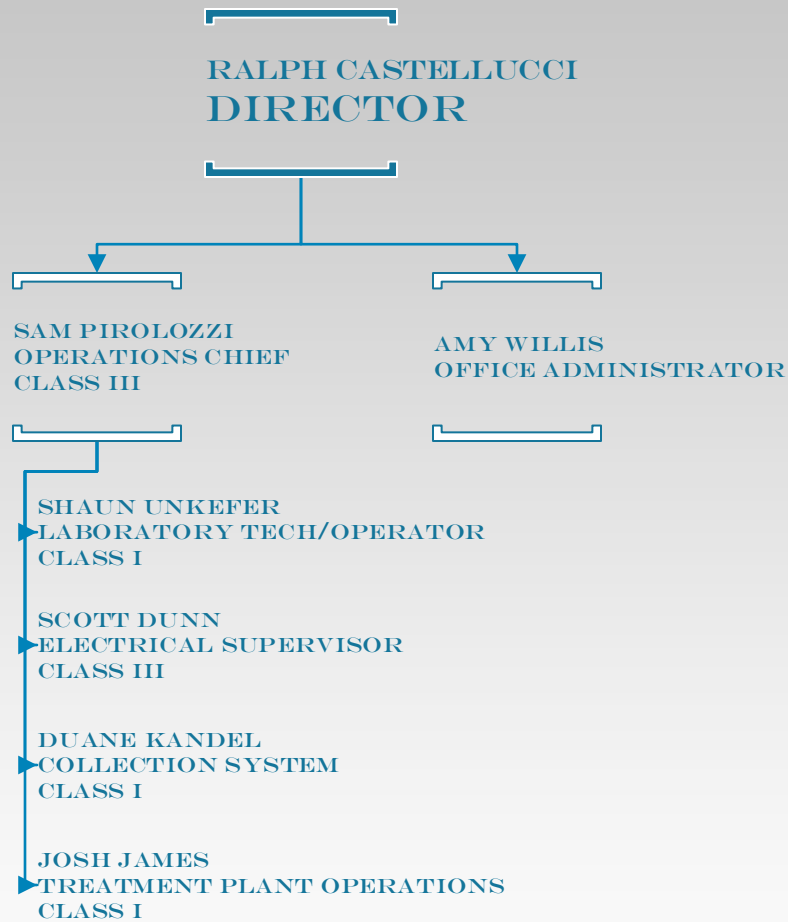 RALPH CASTELLUCCI
DIRECTOR
SAM PIROLOZZI
OPERATIONS CHIEF
CLASS III
AMY WILLIS
OFFICE ADMINISTRATOR
SHAUN UNKEFER
LABORATORY TECH/OPERATOR
CLASS I
SCOTT DUNN
ELECTRICAL SUPERVISOR
CLASS III
DUANE KANDEL
COLLECTION SYSTEM
CLASS I
JOSH JAMES
TREATMENT PLANT OPERATIONS
CLASS I